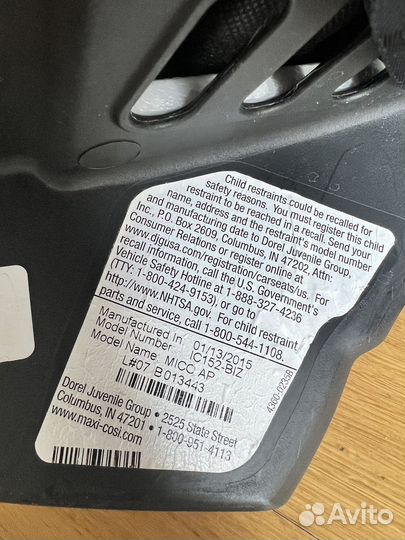 Child restraints could be recalled for
safety reasons. You must register this child
restraint to be reached in a recall. Send your
name, address and the restraint's model number
and manufacturing date to Dorel Juvenile Group,
Inc., P.O. Box 2609, Columbus, IN 47202, Attn:
Consumer Relations or register online at
www.djgusa.com/registration/carseats/us. For
recall information, call the U.S. Government's
Vehicle Safety Hotline at 1-888-327-4236
(TTY: 1-800-424-9153), or go to
http://www.NHTSA.gov. For child restraint
parts and service, call 1-800-544-1108.
Manufactured in 01/13/2015
Model Number IC152-BIZ
Model Name MICC AP
L#07 B 013443
Dorel Juvenile Group • 2525 State Street
Columbus, IN 47201 • 1-800-951-4113
www.maxi-cosi.com
4360-0235B
Avito